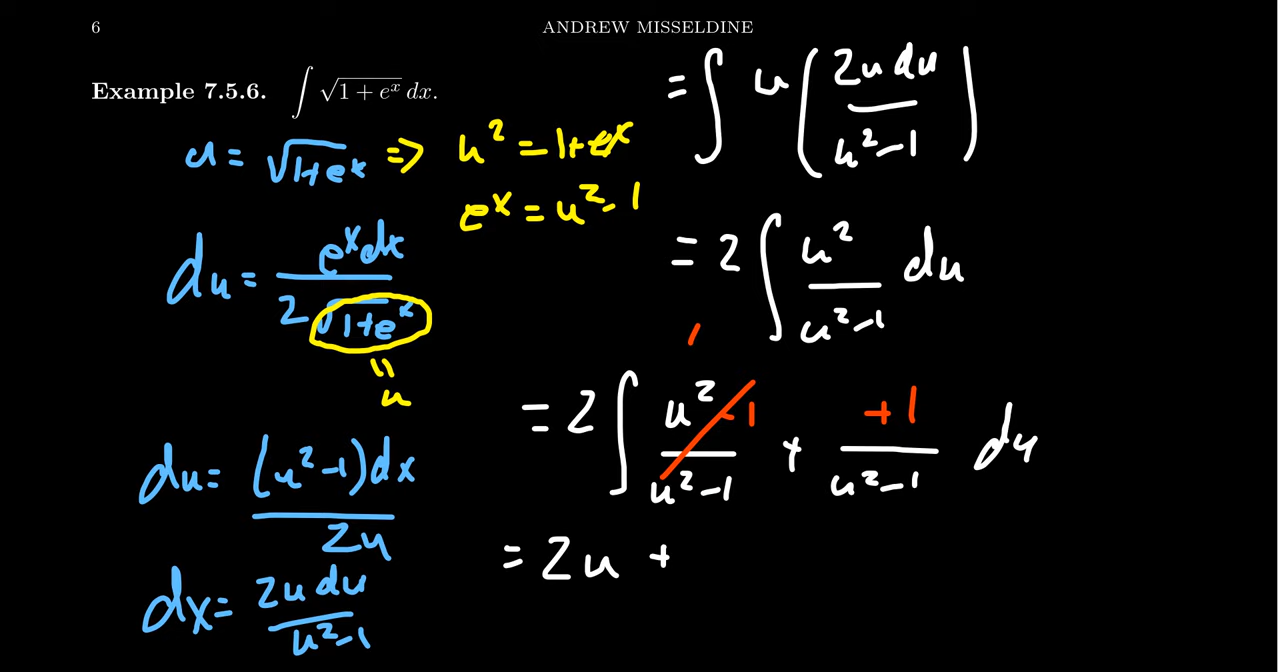 6 ANDREW MISSELDINE
Example 7.5.6. ∫ √(1 + e^x) dx.
u = √(1+e^x) => u² = 1+e^x
e^x = u² - 1
du = e^x dx / 2√(1+e^x)
" u
du = (u² - 1)dx / 2u
dx = 2u du / u² - 1
= ∫ u (2u du / u² - 1)
= 2 ∫ u² / u² - 1 du
1
= 2 ∫ u² - 1 / u² - 1 + +1 / u² - 1 du
= 2u +